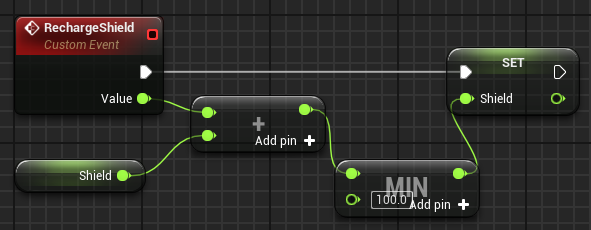 RechargeShield
Custom Event
Value
Shield
+
Add pin +
MIN
100.0
Add pin +
SET
Shield